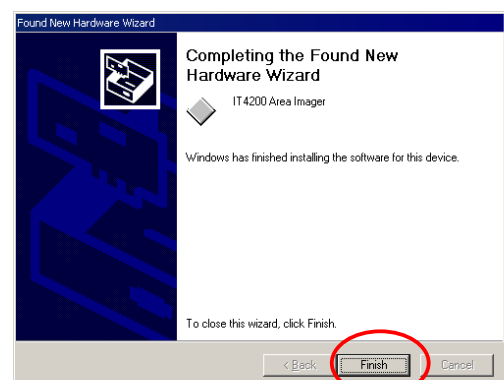 Found New Hardware Wizard
Completing the Found New
Hardware Wizard
IT4200 Area Imager
Windows has finished installing the software for this device.
To close this wizard, click Finish.
< Back
Finish
Cancel